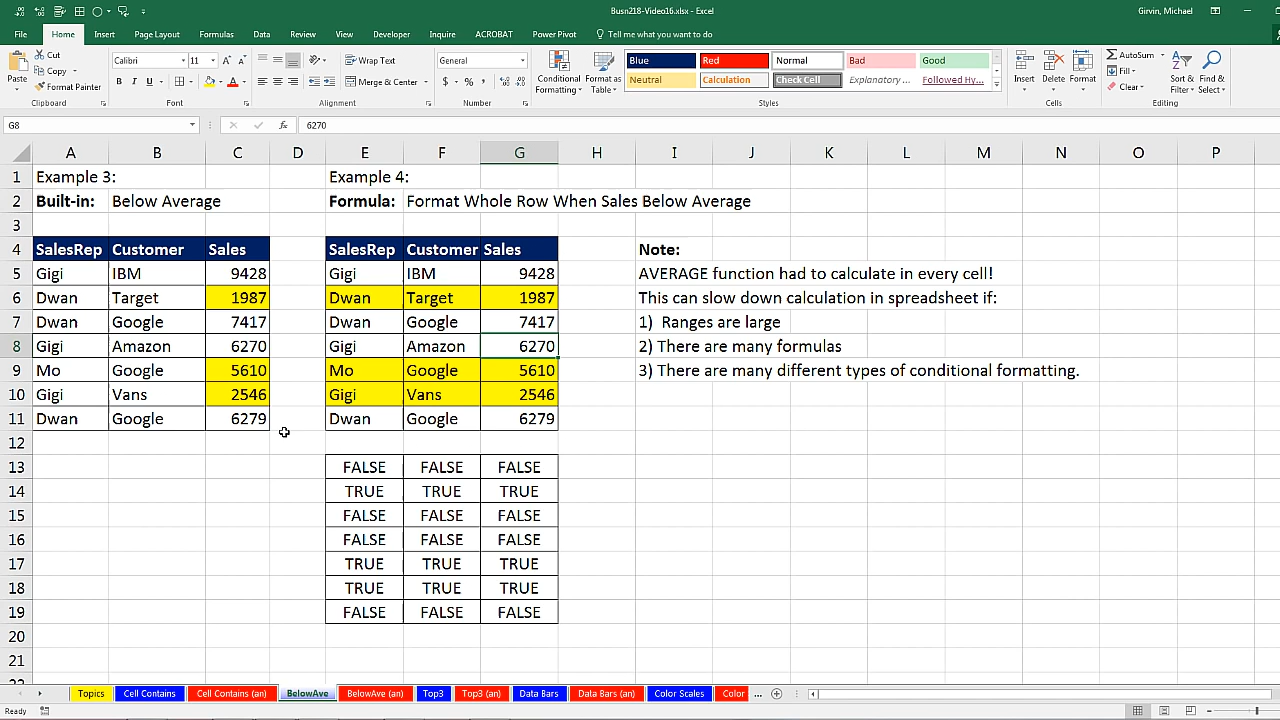 Busn218-Video16.xlsx - Excel
Girvin, Michael
File Home Insert Page Layout Formulas Data Review View Developer Inquire ACROBAT Power Pivot Tell me what you want to do
Cut
Copy
Format Painter
Paste
Clipboard
Calibri 11
B I U
Font
Wrap Text
Merge & Center
Alignment
General
$ % ,
Number
Conditional Formatting
Format as Table
Blue Red Normal Bad Good
Neutral Calculation Check Cell Explanatory ... Followed Hy...
Styles
Insert Delete Format
Cells
Fill
Clear
Sort & Filter
Find & Select
Editing
G8 fx 6270
A B C D E F G H I J K L M N O P
1 Example 3: Example 4:
2 Built-in: Below Average Formula: Format Whole Row When Sales Below Average
3
4 SalesRep Customer Sales SalesRep Customer Sales Note:
5 Gigi IBM 9428 Gigi IBM 9428 AVERAGE function had to calculate in every cell!
6 Dwan Target 1987 Dwan Target 1987 This can slow down calculation in spreadsheet if:
7 Dwan Google 7417 Dwan Google 7417 1) Ranges are large
8 Gigi Amazon 6270 Gigi Amazon 6270 2) There are many formulas
9 Mo Google 5610 Mo Google 5610 3) There are many different types of conditional formatting.
10 Gigi Vans 2546 Gigi Vans 2546
11 Dwan Google 6279 Dwan Google 6279
12
13 FALSE FALSE FALSE
14 TRUE TRUE TRUE
15 FALSE FALSE FALSE
16 FALSE FALSE FALSE
17 TRUE TRUE TRUE
18 TRUE TRUE TRUE
19 FALSE FALSE FALSE
20
21
Topics Cell Contains Cell Contains (an) BelowAve BelowAve (an) Top3 Top3 (an) Data Bars Data Bars (an) Color Scales Color ...
Ready